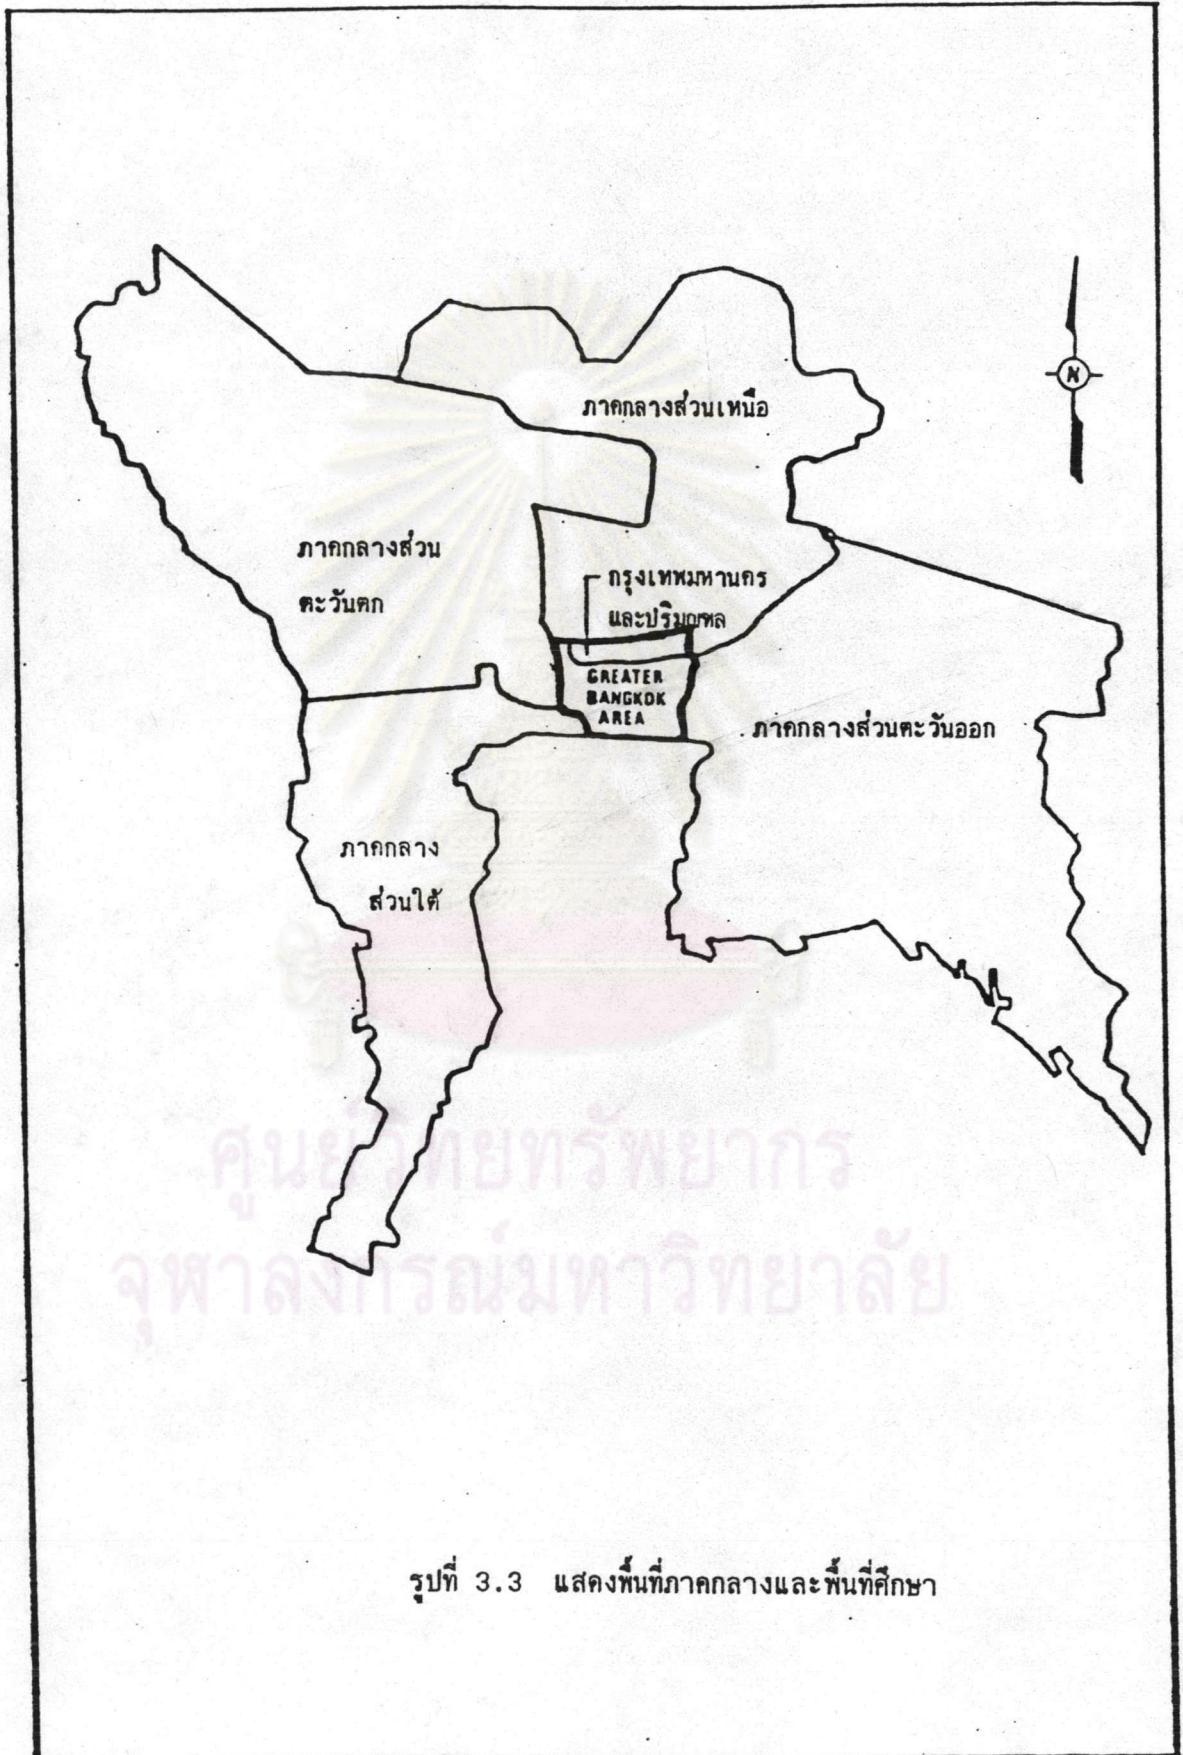 ภาคกลางส่วนเหนือ
N
ภาคกลางส่วน
ตะวันตก
กรุงเทพมหานคร
และปริมณฑล
GREATER
BANGKOK
AREA
ภาคกลางส่วนตะวันออก
ภาคกลาง
ส่วนใต้
ศูนย์วิทยทรัพยากร
จุฬาลงกรณ์มหาวิทยาลัย
รูปที่ 3.3 แสดงพื้นที่ภาคกลางและพื้นที่ศึกษา